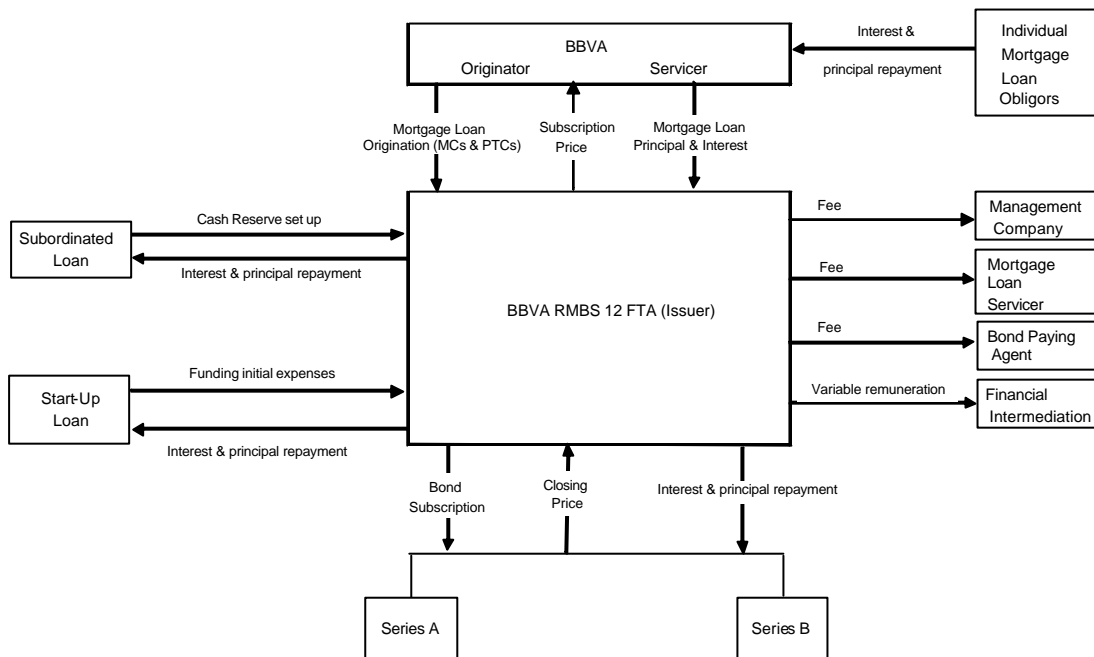 BBVA
Originator Servicer
Interest &
principal repayment
Individual
Mortgage
Loan
Obligors
Mortgage Loan
Origination (MCs & PTCs)
Subscription
Price
Mortgage Loan
Principal & Interest
Subordinated
Loan
Cash Reserve set up
Interest & principal repayment
Start-Up
Loan
Funding initial expenses
Interest & principal repayment
BBVA RMBS 12 FTA (Issuer)
Fee
Management
Company
Fee
Mortgage
Loan
Servicer
Fee
Bond Paying
Agent
Variable remuneration
Financial
Intermediation
Bond
Subscription
Closing
Price
Interest & principal repayment
Series A
Series B